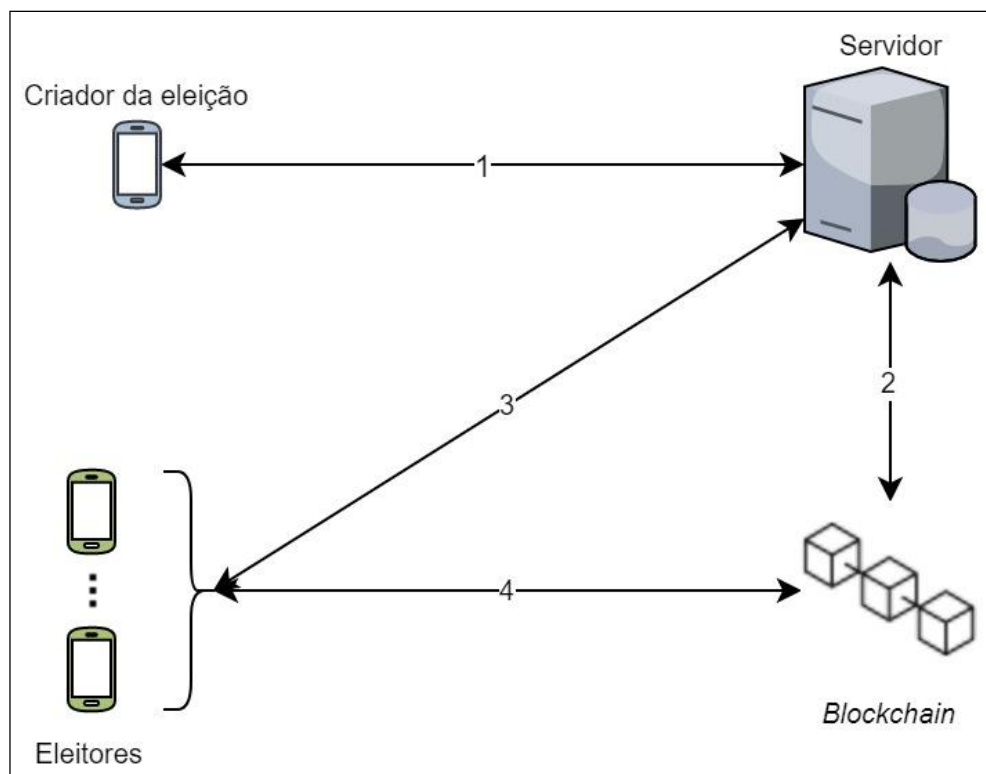 Servidor
Criador da eleição
1
2
3
4
Blockchain
Eleitores